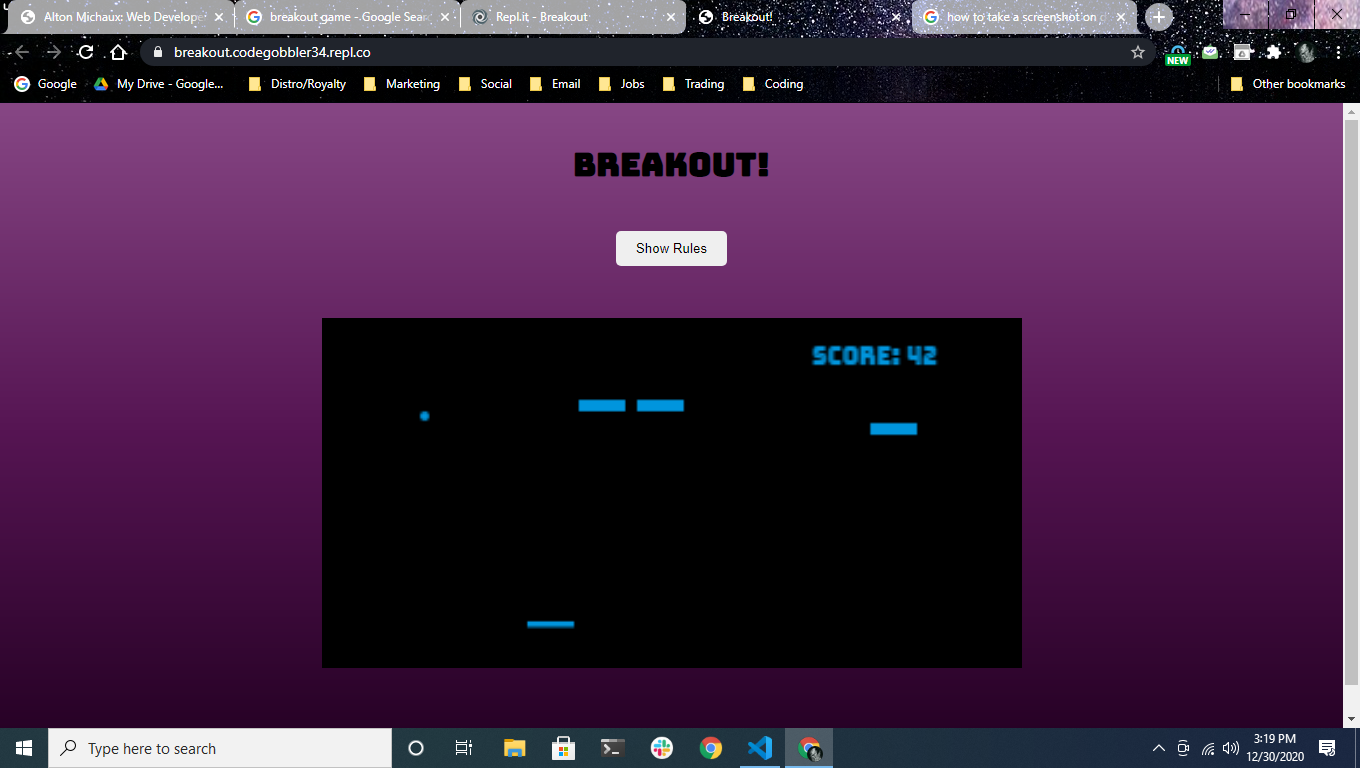 Alton Michaux: Web Develope
breakout game - Google Sear
Repl.it - Breakout
Breakout!
how to take a screenshot on
breakout.codegobbler34.repl.co
NEW
Google
My Drive - Google...
Distro/Royalty
Marketing
Social
Email
Jobs
Trading
Coding
Other bookmarks
BREAKOUT!
Show Rules
SCORE: 42
Type here to search
3:19 PM
12/30/2020